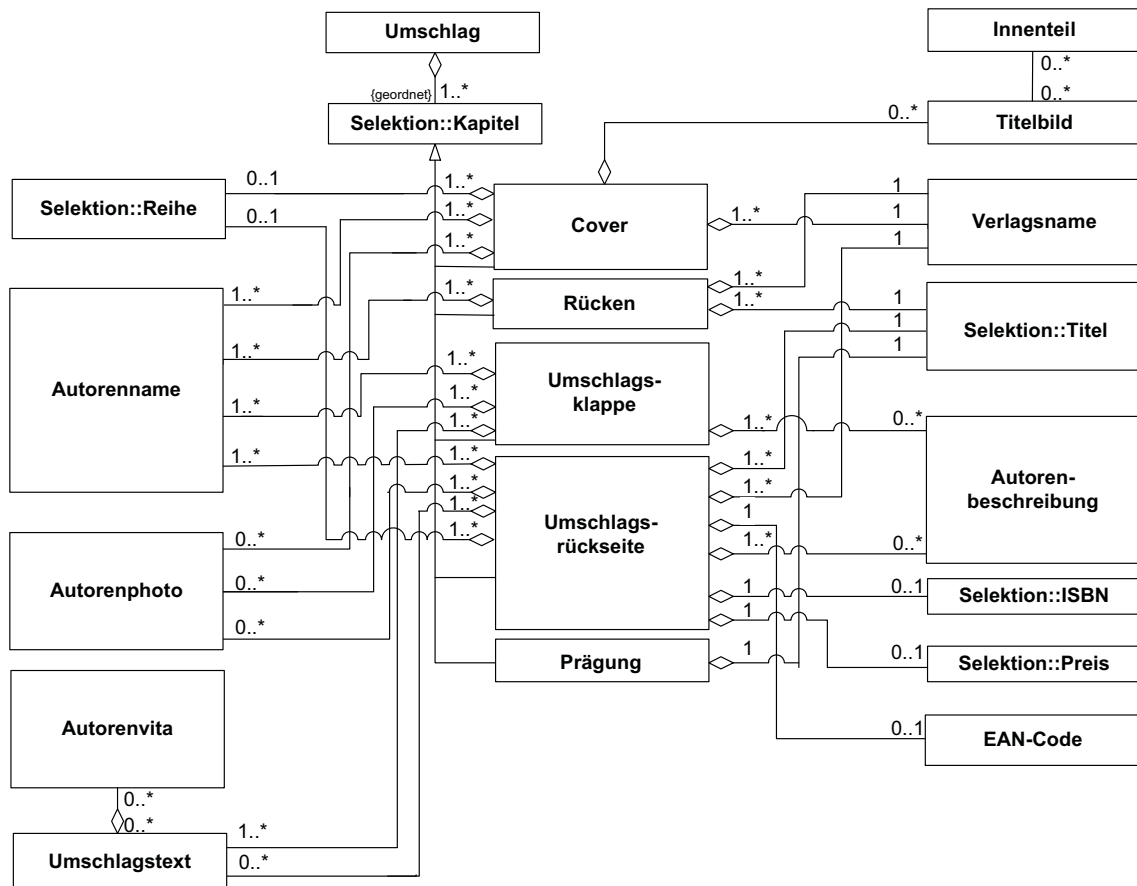 Umschlag
{geordnet}
1..*
Selektion::Kapitel
Innenteil
0..*
0..*
0..*
Titelbild
Selektion::Reihe
0..1
0..1
1..*
1..*
1..*
Cover
1..*
1
1
1
Verlagsname
Autorenname
1..*
1..*
1..*
1..*
1..*
Rücken
1..*
1..*
1
1
1
Selektion::Titel
1..*
1..*
1..*
Umschlags-
klappe
1..*
0..*
Autoren-
beschreibung
0..*
1..*
1..*
1..*
1..*
Umschlags-
rückseite
1..*
1..*
1
1..*
1
1
Autorenphoto
0..*
0..*
0..*
0..1
Selektion::ISBN
Prägung
1
0..1
Selektion::Preis
0..1
EAN-Code
Autorenvita
0..*
0..*
Umschlagstext
1..*
0..*